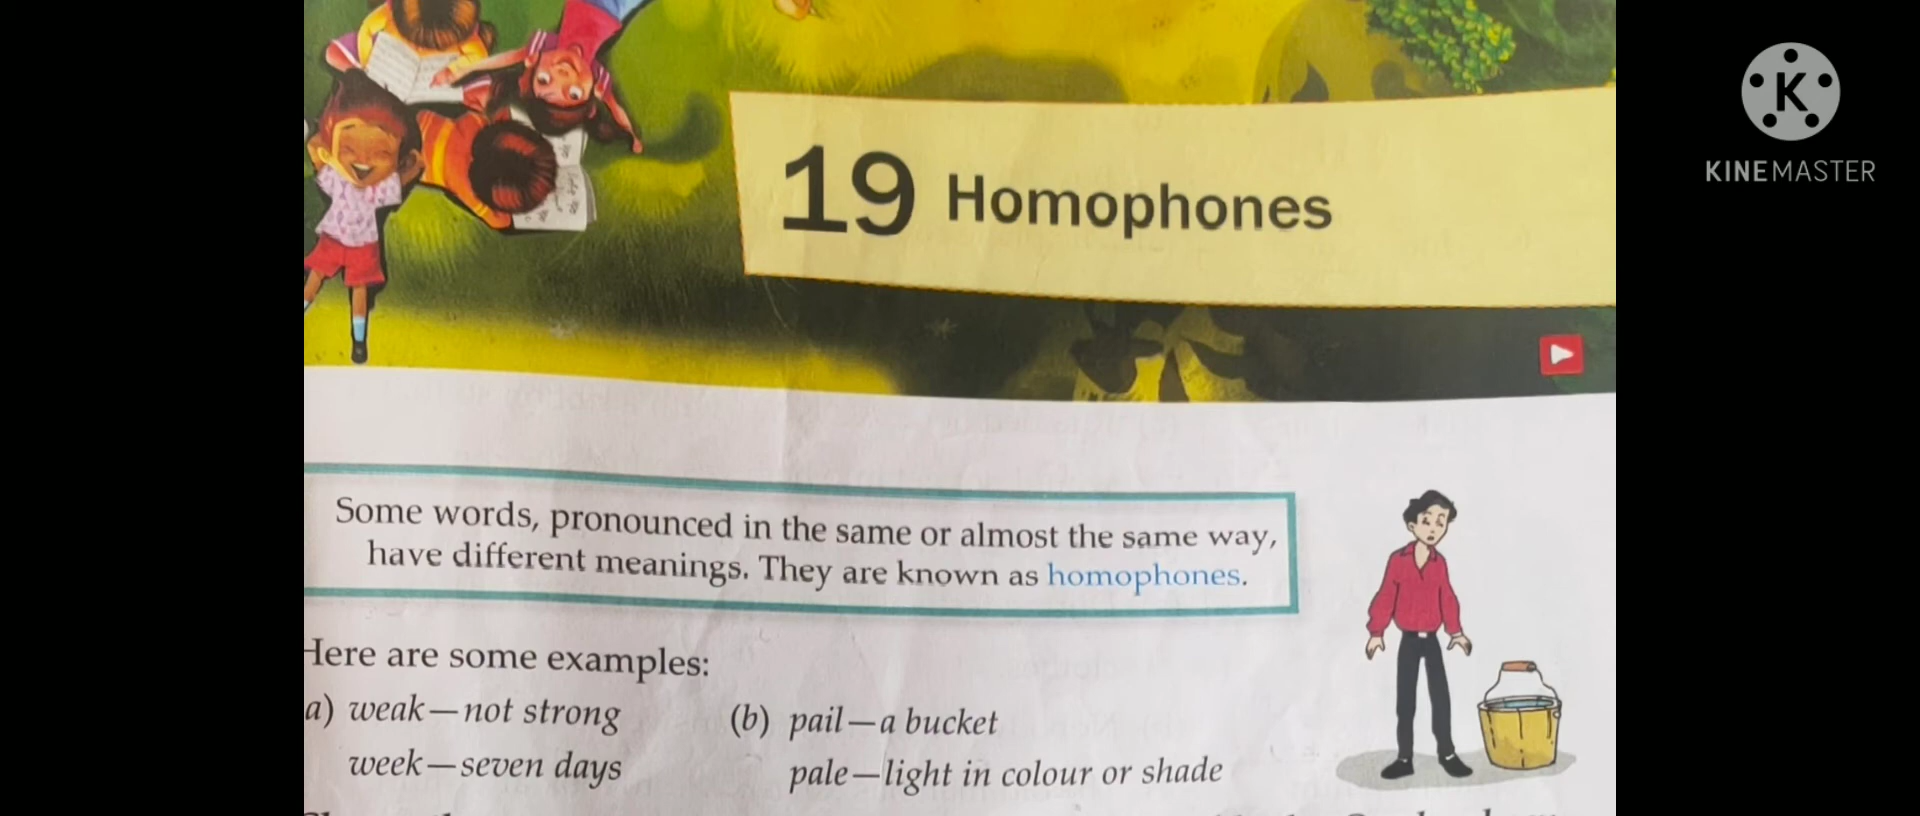 19 Homophones
K
KINEMASTER
Some words, pronounced in the same or almost the same way,
have different meanings. They are known as homophones.
Here are some examples:
a) weak—not strong
(b) pail—a bucket
week—seven days
pale—light in colour or shade